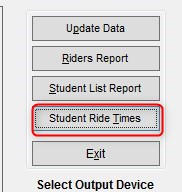 Update Data
Riders Report
Student List Report
Student Ride Times
Exit
Select Output Device